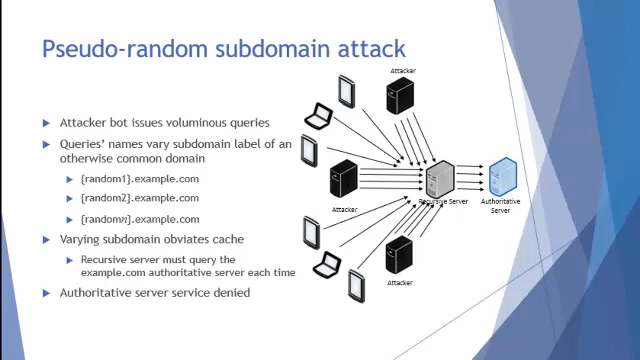 Pseudo-random subdomain attack
Attacker bot issues voluminous queries
Queries' names vary subdomain label of an
otherwise common domain
{random1}.example.com
{random2}.example.com
{randomn}.example.com
Varying subdomain obviates cache
Recursive server must query the
example.com authoritative server each time
Authoritative server service denied
Attacker
Attacker
Recursive Server
Authoritative
Server
Attacker